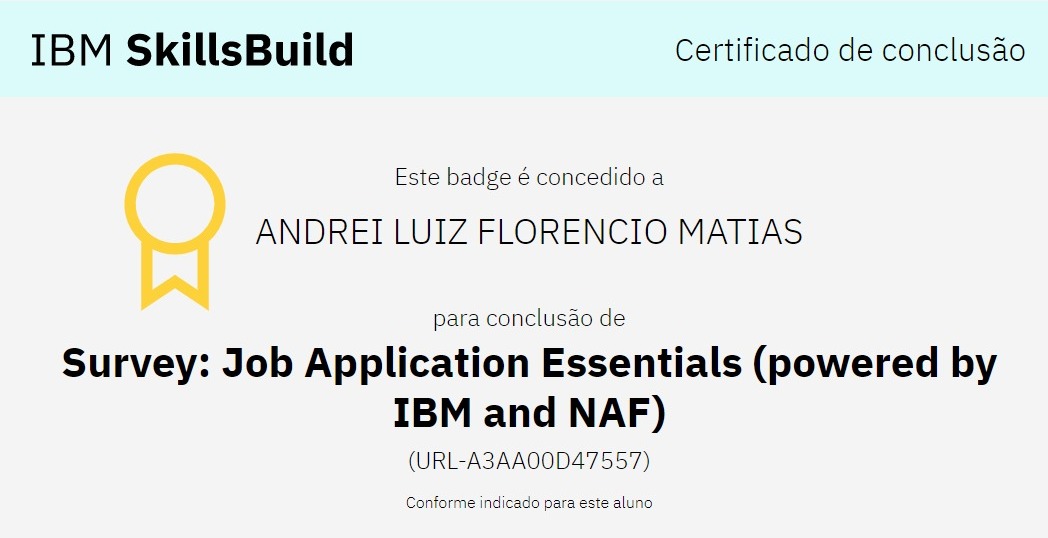 IBM SkillsBuild
Certificado de conclusão
Este badge é concedido a
ANDREI LUIZ FLORENCIO MATIAS
para conclusão de
Survey: Job Application Essentials (powered by
IBM and NAF)
(URL-A3AA00D47557)
Conforme indicado para este aluno